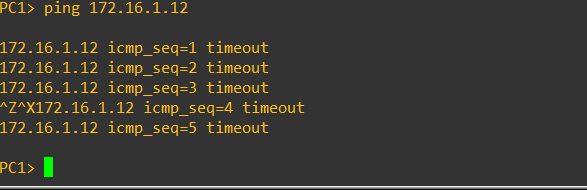 PC1> ping 172.16.1.12
172.16.1.12 icmp_seq=1 timeout
172.16.1.12 icmp_seq=2 timeout
172.16.1.12 icmp_seq=3 timeout
^Z^X172.16.1.12 icmp_seq=4 timeout
172.16.1.12 icmp_seq=5 timeout
PC1>